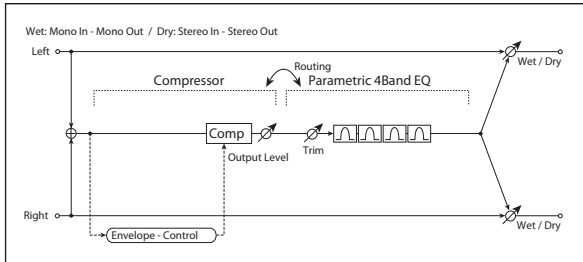 Wet: Mono In - Mono Out / Dry: Stereo In - Stereo Out
Left
Wet / Dry
Routing
Compressor
Parametric 4Band EQ
Comp
Output Level
Trim
Right
Wet / Dry
Envelope - Control